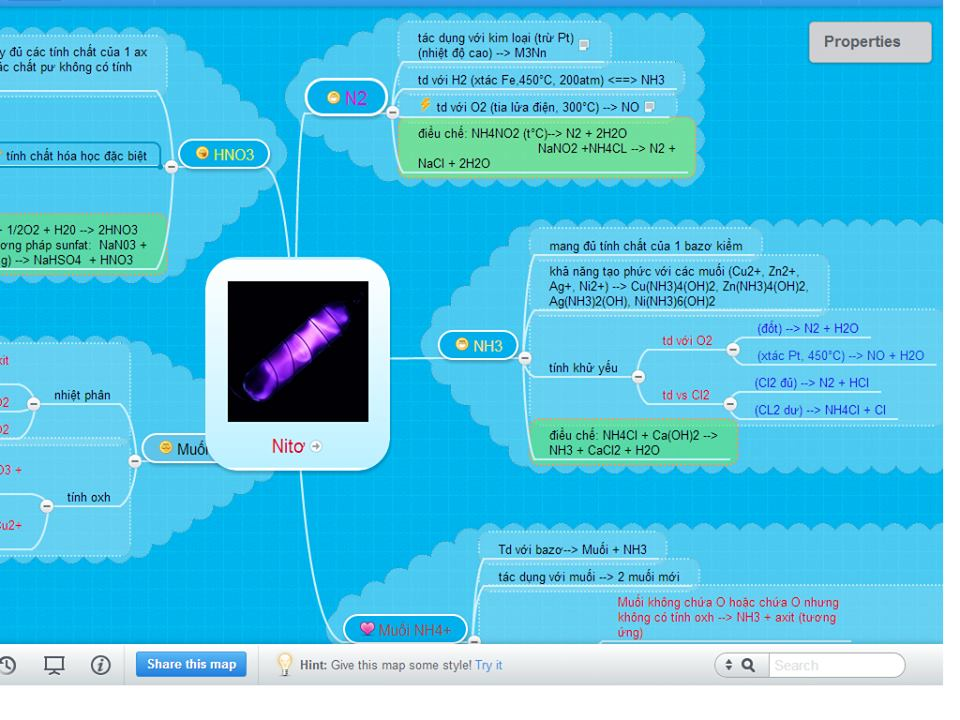 y đủ các tính chất của 1 ax
ác chất pư không có tính
tính chất hóa học đặc biệt
HNO3
+ 1/2O2 + H20 --> 2HNO3
ơng pháp sunfat: NaN03 +
g) --> NaHSO4 + HNO3
N2
tác dụng với kim loại (trừ Pt)
(nhiệt độ cao) --> M3Nn
td với H2 (xtác Fe,450°C, 200atm) <==> NH3
td với O2 (tia lửa điện, 300°C) --> NO
điều chế: NH4NO2 (t°C)--> N2 + 2H2O
NaNO2 +NH4CL --> N2 +
NaCl + 2H2O
Properties
NH3
mang đủ tính chất của 1 bazơ kiềm
khả năng tạo phức với các muối (Cu2+, Zn2+,
Ag+, Ni2+) --> Cu(NH3)4(OH)2, Zn(NH3)4(OH)2,
Ag(NH3)2(OH), Ni(NH3)6(OH)2
tính khử yếu
td với O2
(đốt) --> N2 + H2O
(xtác Pt, 450°C) --> NO + H2O
td vs Cl2
(Cl2 đủ) --> N2 + HCl
(CL2 dư) --> NH4Cl + Cl
điều chế: NH4Cl + Ca(OH)2 -->
NH3 + CaCl2 + H2O
Nitơ
Muối
nhiệt phân
kit
O2
O2
tính oxh
O3 +
Cu2+
Muối NH4+
Td với bazơ--> Muối + NH3
tác dụng với muối --> 2 muối mới
Muối không chứa O hoặc chứa O nhưng
không có tính oxh --> NH3 + axit (tương
ứng)
Share this map
Hint: Give this map some style! Try it
Search